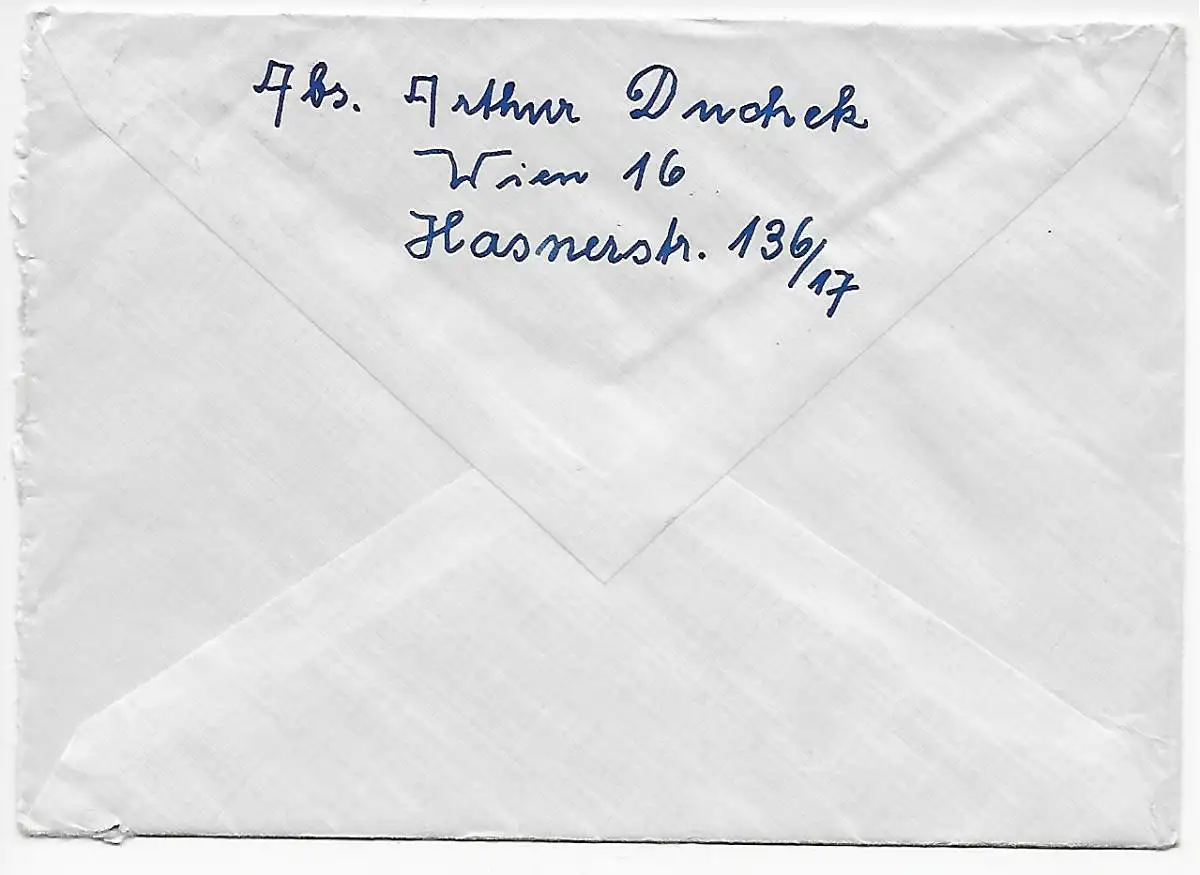 Abs. Arthur Duchek
Wien 16
Hasnerstr. 136/17